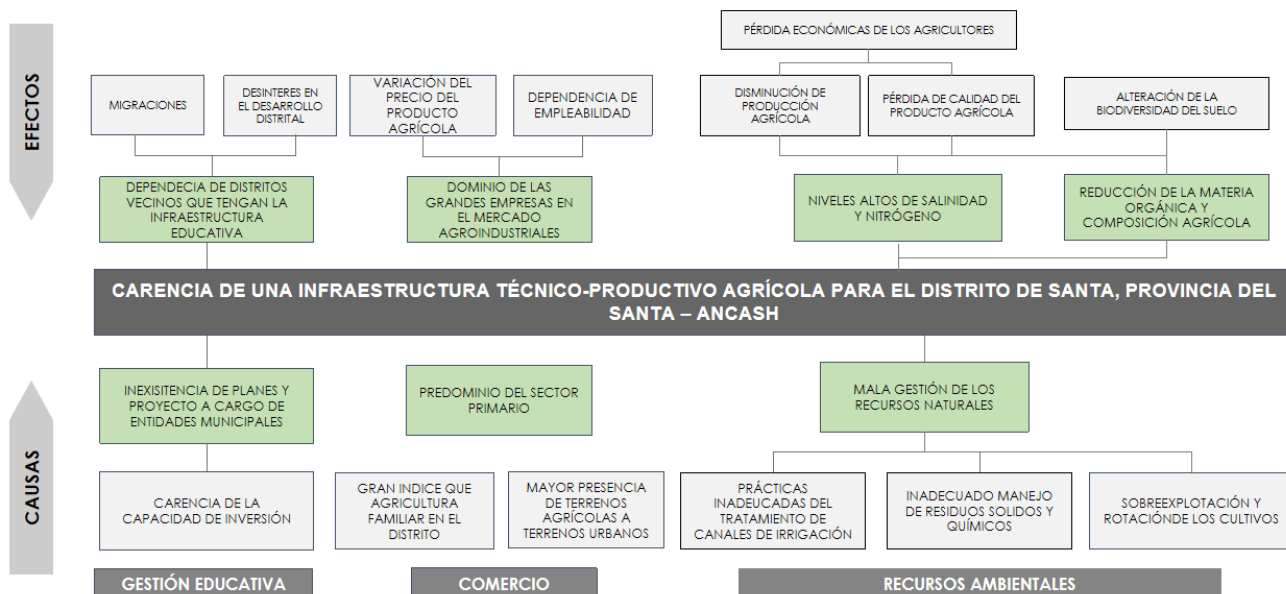 EFECTOS
PÉRDIDA ECONÓMICAS DE LOS AGRICULTORES
MIGRACIONES
DESINTERES EN
EL DESARROLLO
DISTRITAL
VARIACIÓN DEL
PRECIO DEL
PRODUCTO
AGRÍCOLA
DEPENDENCIA DE
EMPLEABILIDAD
DISMINUCIÓN DE
PRODUCCIÓN
AGRÍCOLA
PÉRDIDA DE CALIDAD DEL
PRODUCTO AGRÍCOLA
ALTERACIÓN DE LA
BIODIVERSIDAD DEL SUELO
DEPENDECIA DE DISTRITOS
VECINOS QUE TENGAN LA
INFRAESTRUCTURA
EDUCATIVA
DOMINIO DE LAS
GRANDES EMPRESAS EN
EL MERCADO
AGROINDUSTRIALES
NIVELES ALTOS DE SALINIDAD
Y NITRÓGENO
REDUCCIÓN DE LA MATERIA
ORGÁNICA Y
COMPOSICIÓN AGRÍCOLA
CARENCIA DE UNA INFRAESTRUCTURA TÉCNICO-PRODUCTIVO AGRÍCOLA PARA EL DISTRITO DE SANTA, PROVINCIA DEL
SANTA – ANCASH
CAUSAS
INEXISITENCIA DE PLANES Y
PROYECTO A CARGO DE
ENTIDADES MUNICIPALES
PREDOMINIO DEL SECTOR
PRIMARIO
MALA GESTIÓN DE LOS
RECURSOS NATURALES
CARENCIA DE LA
CAPACIDAD DE INVERSIÓN
GRAN INDICE QUE
AGRICULTURA
FAMILIAR EN EL
DISTRITO
MAYOR PRESENCIA
DE TERRENOS
AGRÍCOLAS A
TERRENOS URBANOS
PRÁCTICAS
INADEUCADAS DEL
TRATAMIENTO DE
CANALES DE IRRIGACIÓN
INADECUADO MANEJO
DE RESIDUOS SOLIDOS Y
QUÍMICOS
SOBREEXPLOTACIÓN Y
ROTACIÓNDE LOS CULTIVOS
GESTIÓN EDUCATIVA
COMERCIO
RECURSOS AMBIENTALES